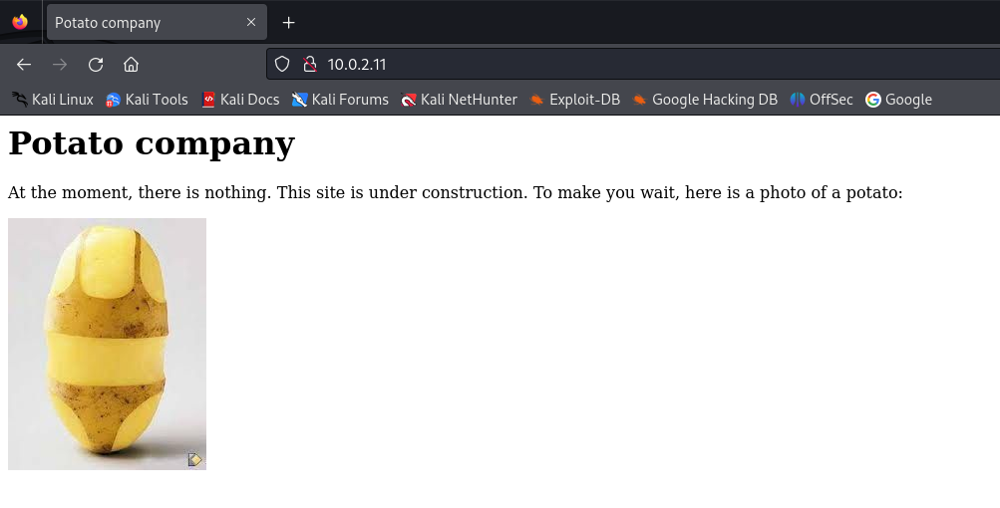 Potato company
10.0.2.11
Kali Linux Kali Tools Kali Docs Kali Forums Kali NetHunter Exploit-DB Google Hacking DB OffSec Google
Potato company
At the moment, there is nothing. This site is under construction. To make you wait, here is a photo of a potato: